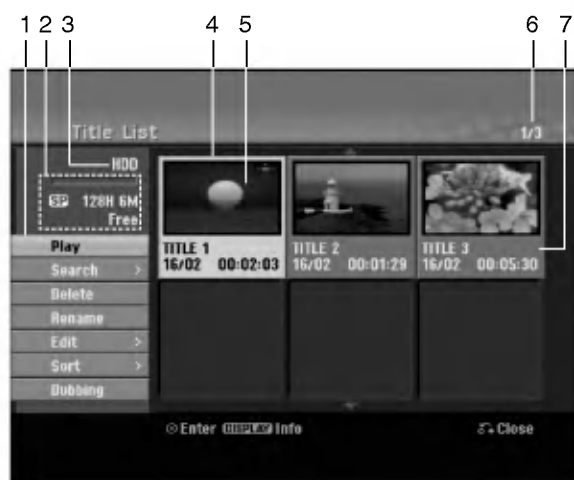 1 2 3 4 5 6 7
Title List
1/3
HDD
SP 128H 6M
Free
Play
Search >
Delete
Rename
Edit >
Sort >
Dubbing
TITLE 1
16/02 00:02:03
TITLE 2
16/02 00:01:29
TITLE 3
16/02 00:05:30
Enter DISPLAY Info
Close